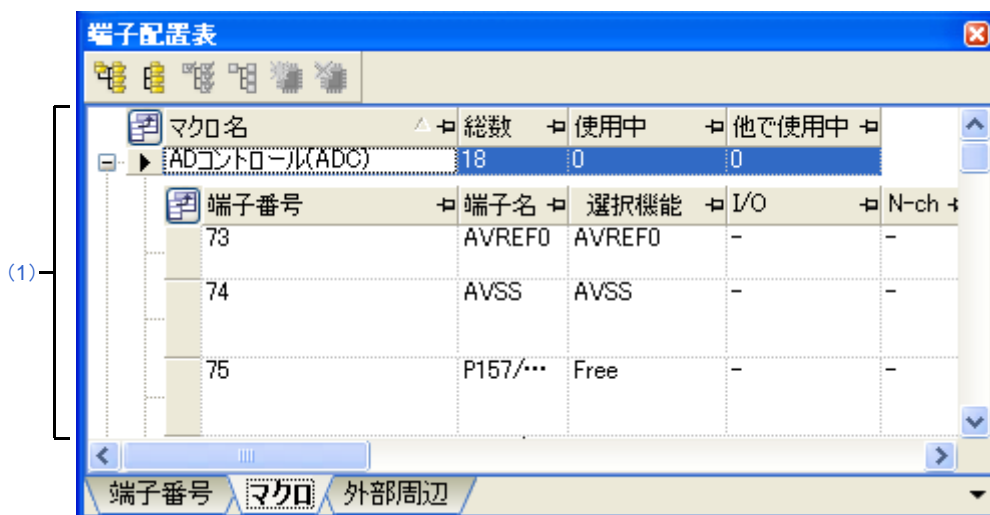 端子配置表
マクロ名 総数 使用中 他で使用中
ADコントロール(ADC) 18 0 0
端子番号 端子名 選択機能 I/O N-ch
73 AVREF0 AVREF0 - -
(1)
74 AVSS AVSS - -
75 P157/… Free - -
端子番号 マクロ 外部周辺